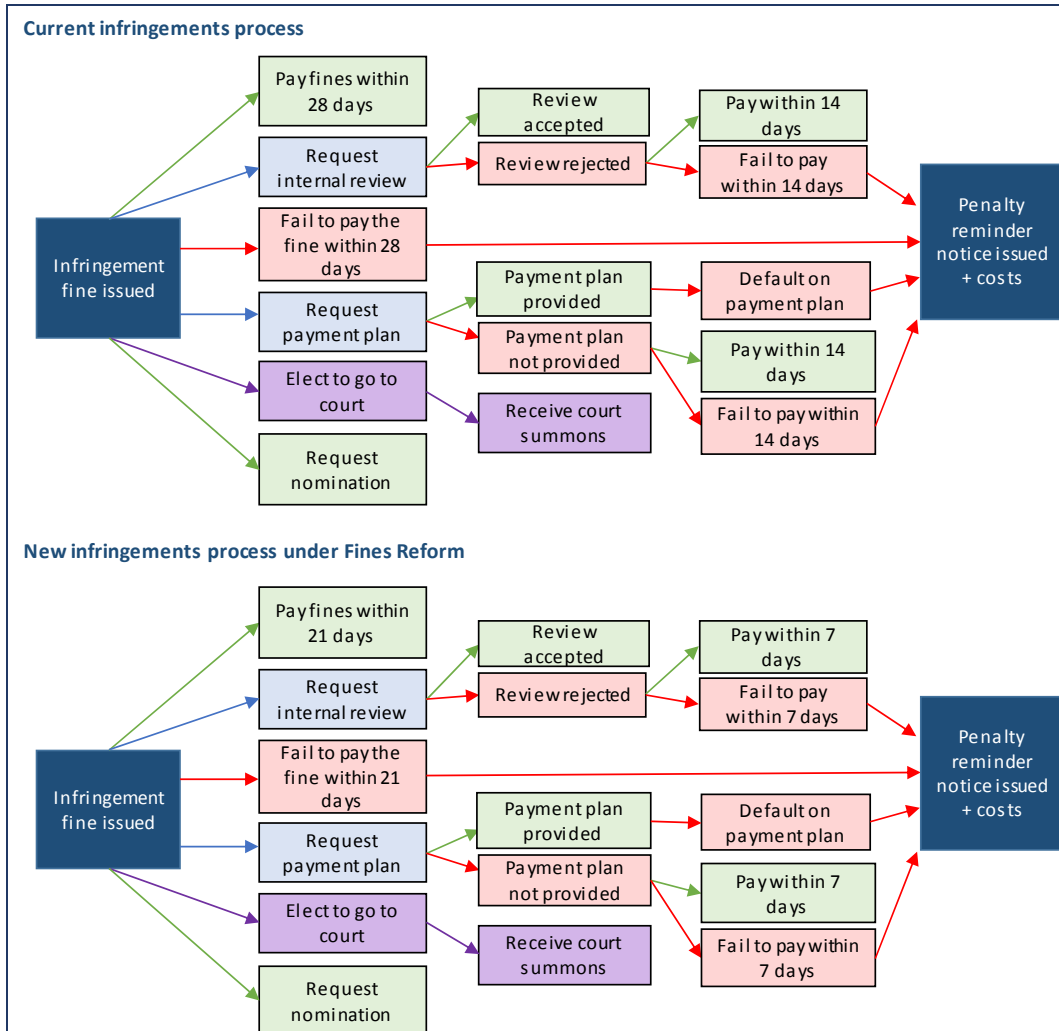 Current infringements process
Pay fines within
28 days
Review
accepted
Pay within 14
days
Request
internal review
Review rejected
Fail to pay
within 14 days
Infringement
fine issued
Fail to pay the
fine within 28
days
Penalty
reminder
notice issued
+ costs
Request
payment plan
Payment plan
provided
Default on
payment plan
Payment plan
not provided
Pay within 14
days
Elect to go to
court
Receive court
summons
Fail to pay within
14 days
Request
nomination
New infringements process under Fines Reform
Pay fines within
21 days
Review
accepted
Pay within 7
days
Request
internal review
Review rejected
Fail to pay
within 7 days
Infringement
fine issued
Fail to pay the
fine within 21
days
Penalty
reminder
notice issued
+ costs
Request
payment plan
Payment plan
provided
Default on
payment plan
Payment plan
not provided
Pay within 7
days
Elect to go to
court
Receive court
summons
Fail to pay within
7 days
Request
nomination